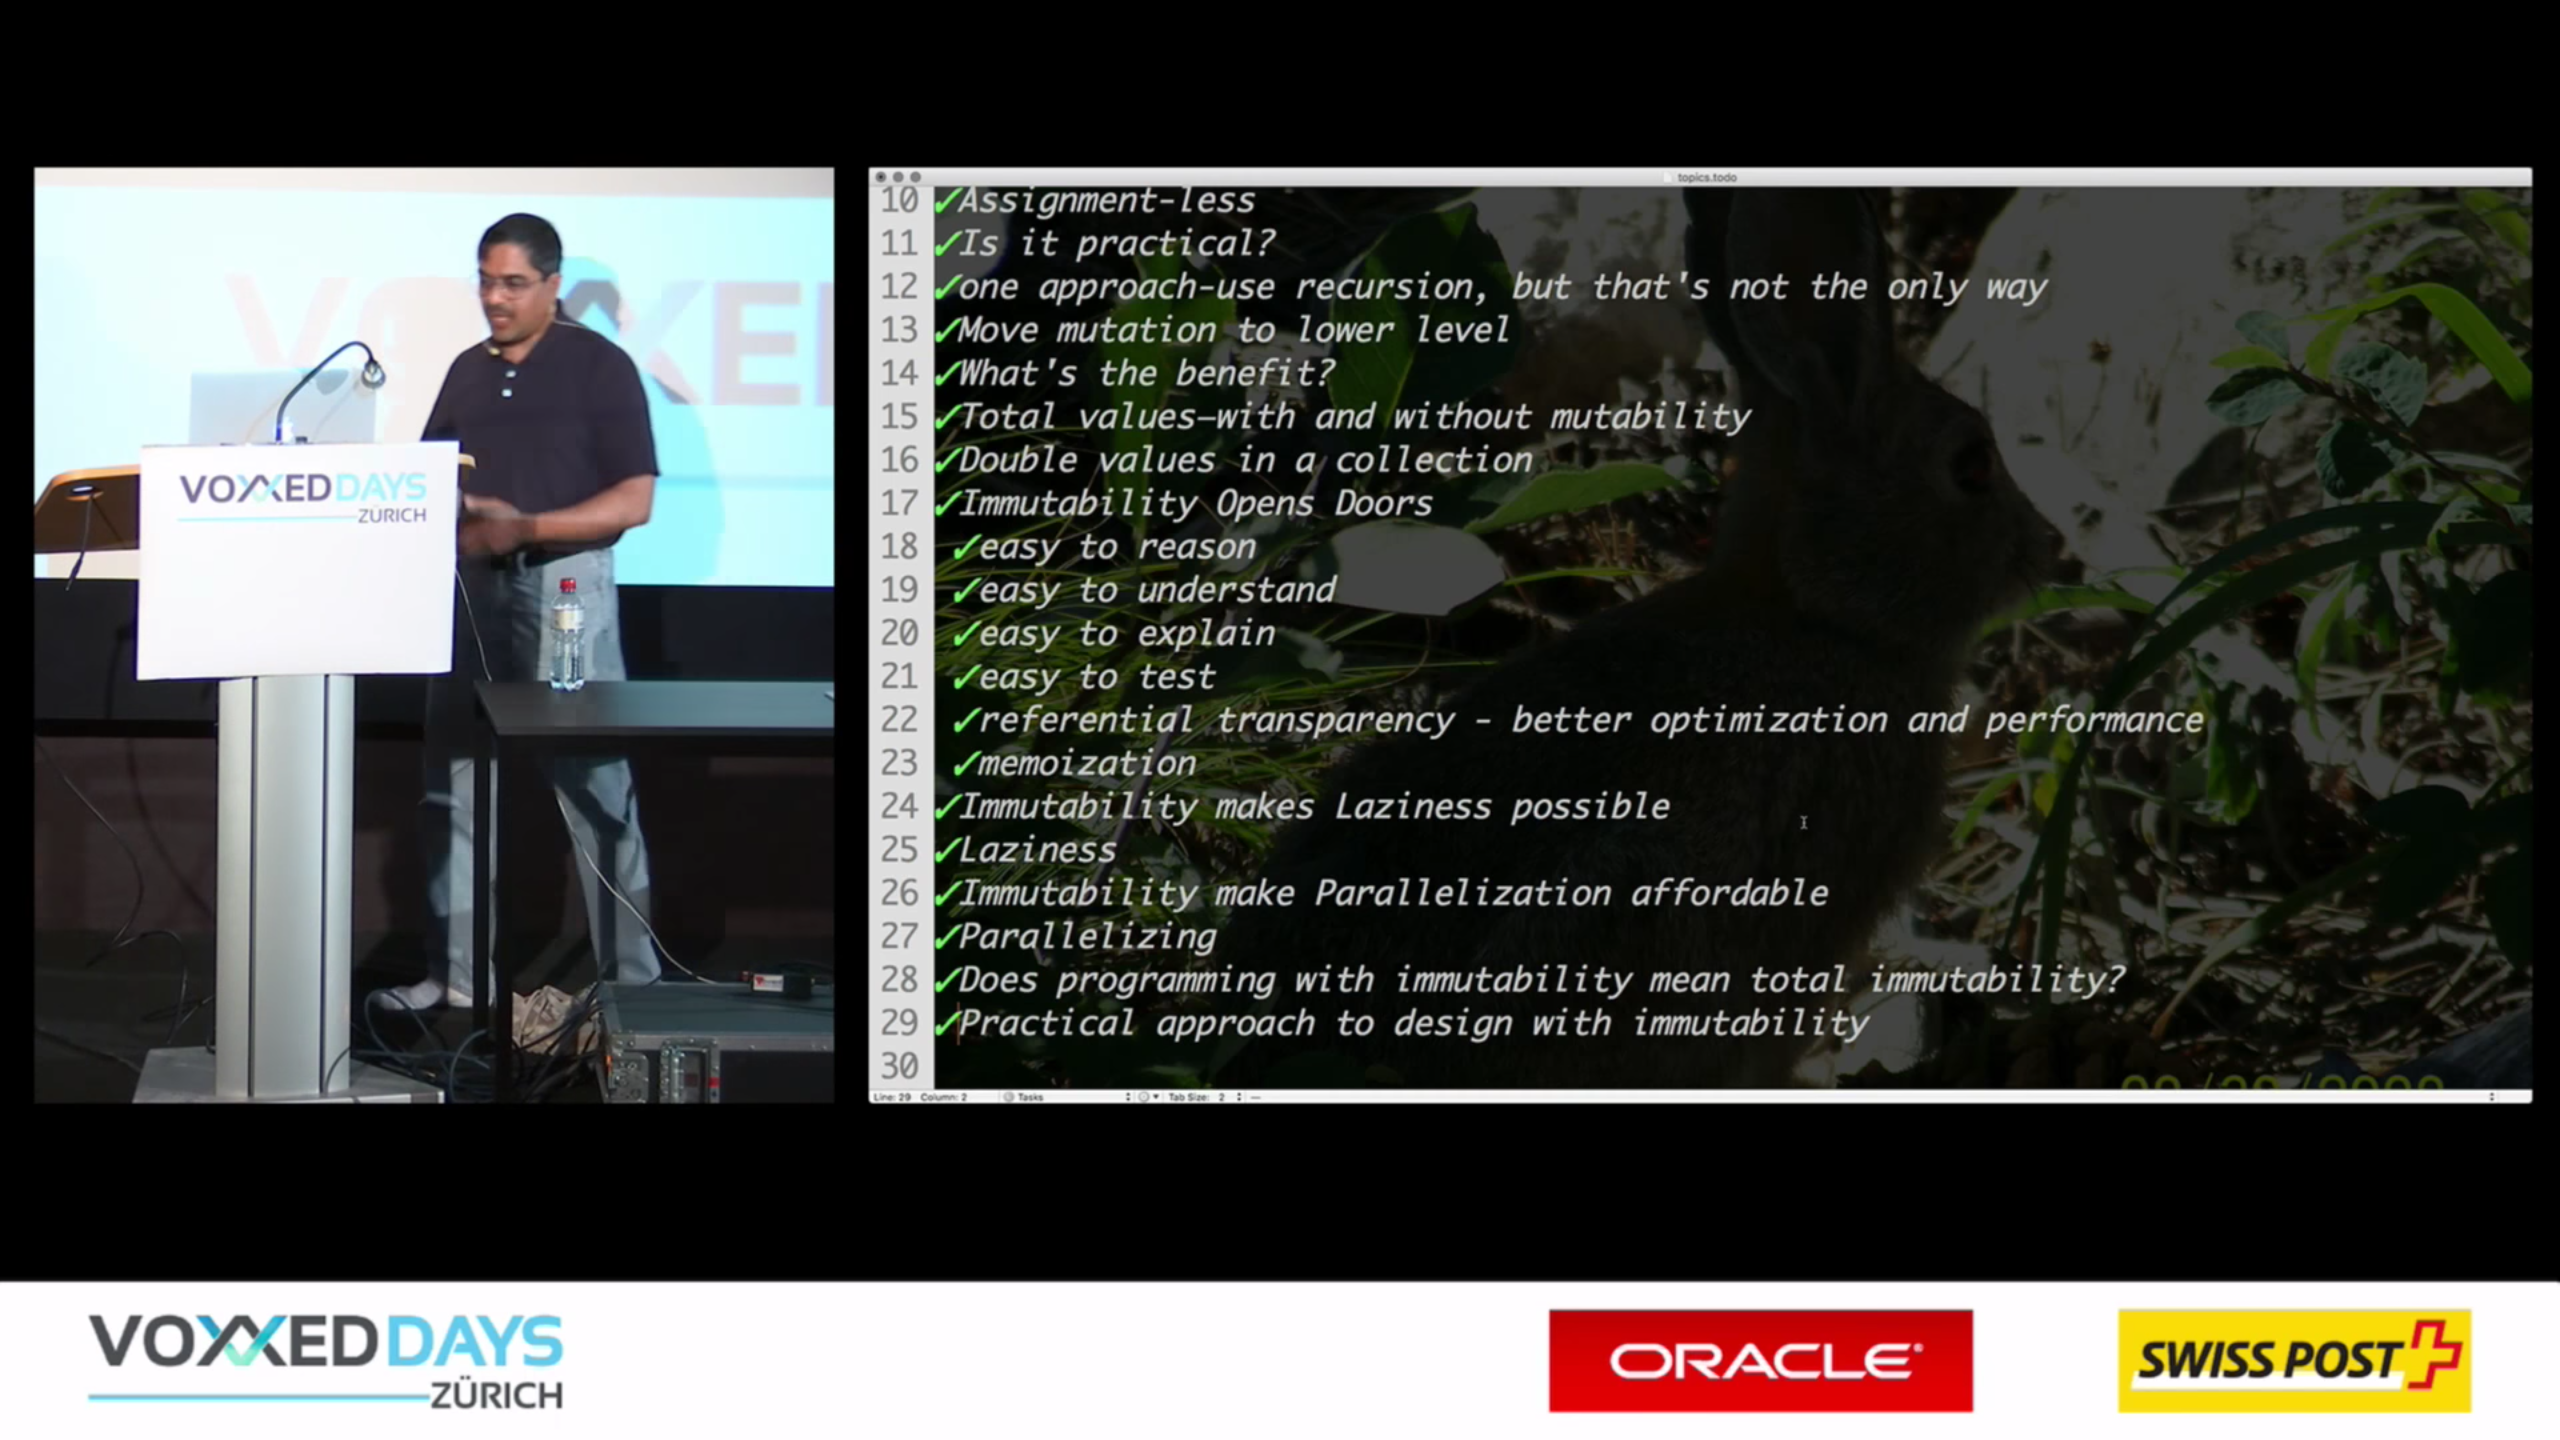 VOXXED
VOXXEDDAYS
ZÜRICH
topics.todo
10 ✓Assignment-less
11 ✓Is it practical?
12 ✓one approach-use recursion, but that's not the only way
13 ✓Move mutation to lower level
14 ✓What's the benefit?
15 ✓Total values—with and without mutability
16 ✓Double values in a collection
17 ✓Immutability Opens Doors
18 ✓easy to reason
19 ✓easy to understand
20 ✓easy to explain
21 ✓easy to test
22 ✓referential transparency - better optimization and performance
23 ✓memoization
24 ✓Immutability makes Laziness possible
25 ✓Laziness
26 ✓Immutability make Parallelization affordable
27 ✓Parallelizing
28 ✓Does programming with immutability mean total immutability?
29 ✓Practical approach to design with immutability
30
Line: 29 Column: 2 Tasks Tab Size: 2
VOXXEDDAYS
ZÜRICH
ORACLE®
SWISS POST